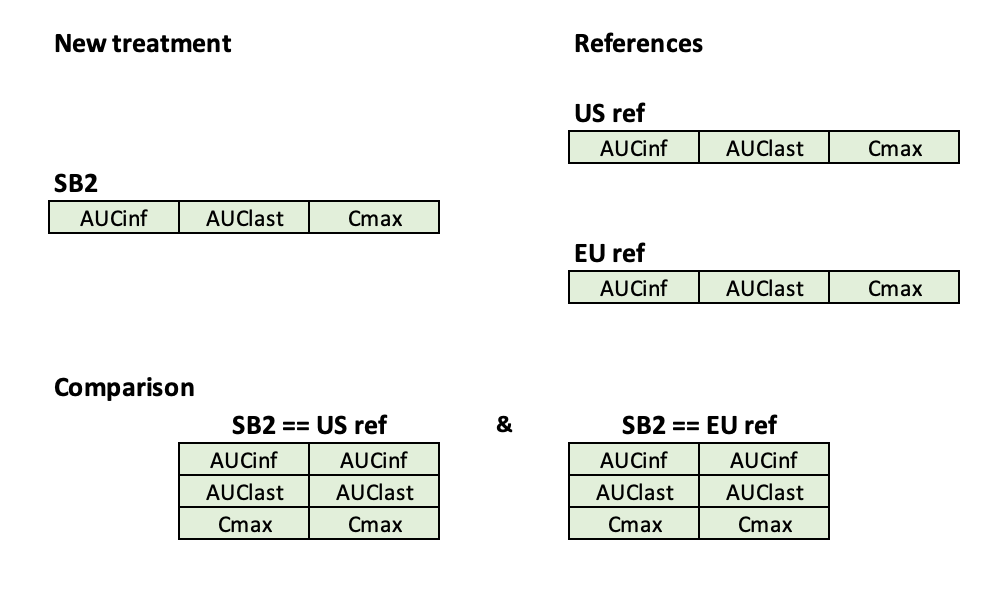 New treatment References
US ref
AUCinf AUClast Cmax
SB2
AUCinf AUClast Cmax
EU ref
AUCinf AUClast Cmax
Comparison
SB2 == US ref & SB2 == EU ref
AUCinf AUCinf AUCinf AUCinf
AUClast AUClast AUClast AUClast
Cmax Cmax Cmax Cmax